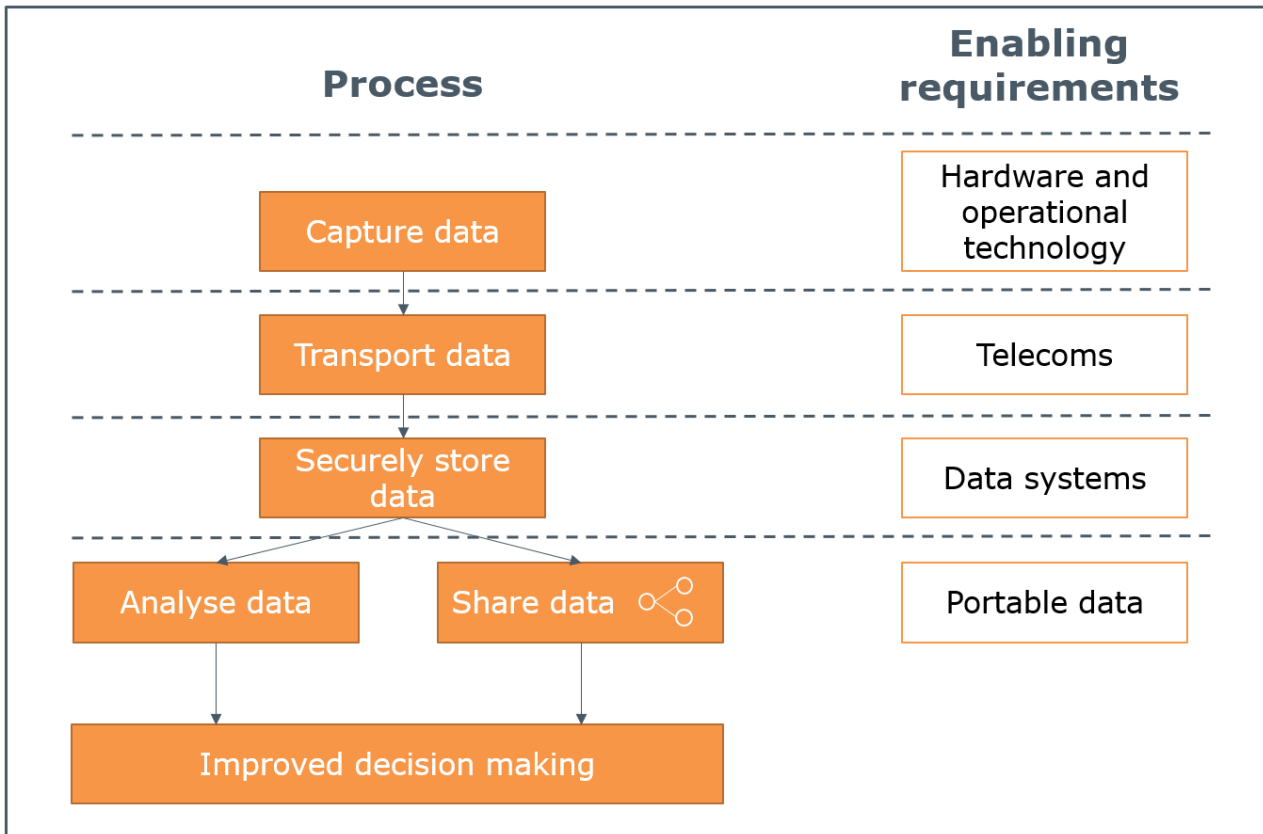 Process
Enabling
requirements
Capture data
Hardware and
operational
technology
Transport data
Telecoms
Securely store
data
Data systems
Analyse data
Share data
Portable data
Improved decision making